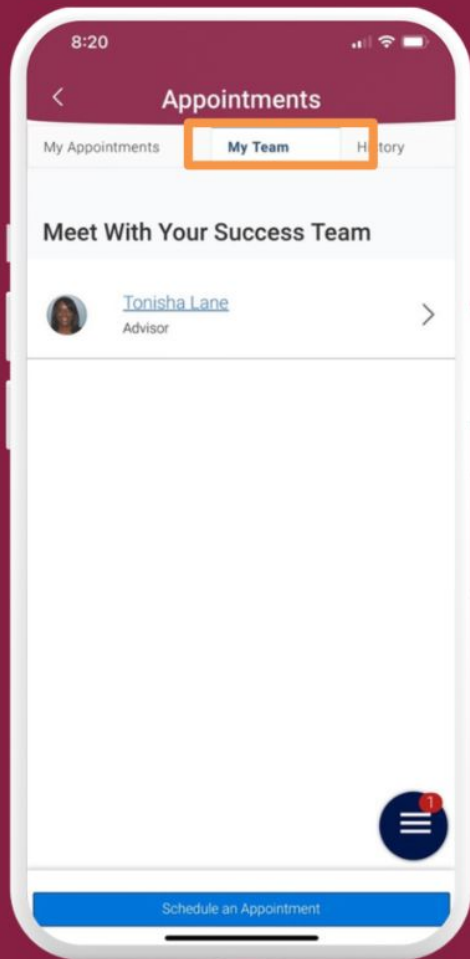 8:20
Appointments
My Appointments My Team History
Meet With Your Success Team
Tonisha Lane
Advisor
1
Schedule an Appointment